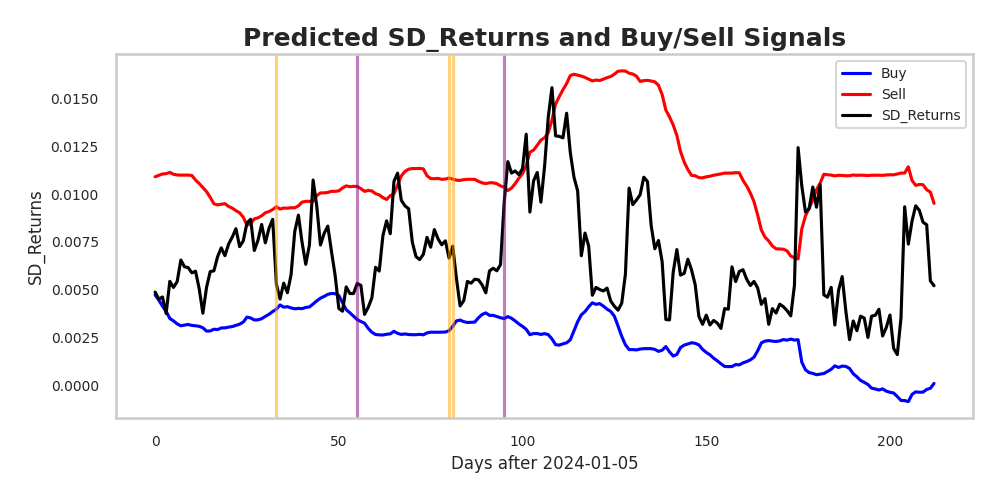 Predicted SD_Returns and Buy/Sell Signals
Buy
Sell
SD_Returns
0.0150
0.0125
0.0100
0.0075
0.0050
0.0025
0.0000
SD_Returns
0 50 100 150 200
Days after 2024-01-05